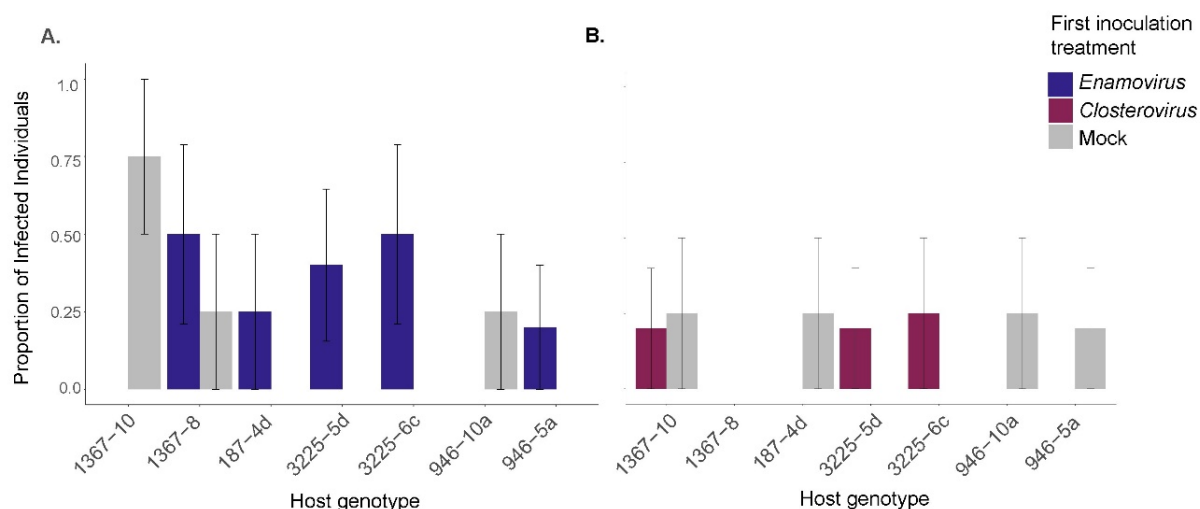 A.
B.
First inoculation
treatment
Enamovirus
Closterovirus
Mock
Proportion of Infected Individuals
1.0
0.75
0.50
0.25
0.0
1367−10
1367−8
187−4d
3225−5d
3225−6c
946−10a
946−5a
Host genotype
1367−10
1367−8
187−4d
3225−5d
3225−6c
946−10a
946−5a
Host genotype